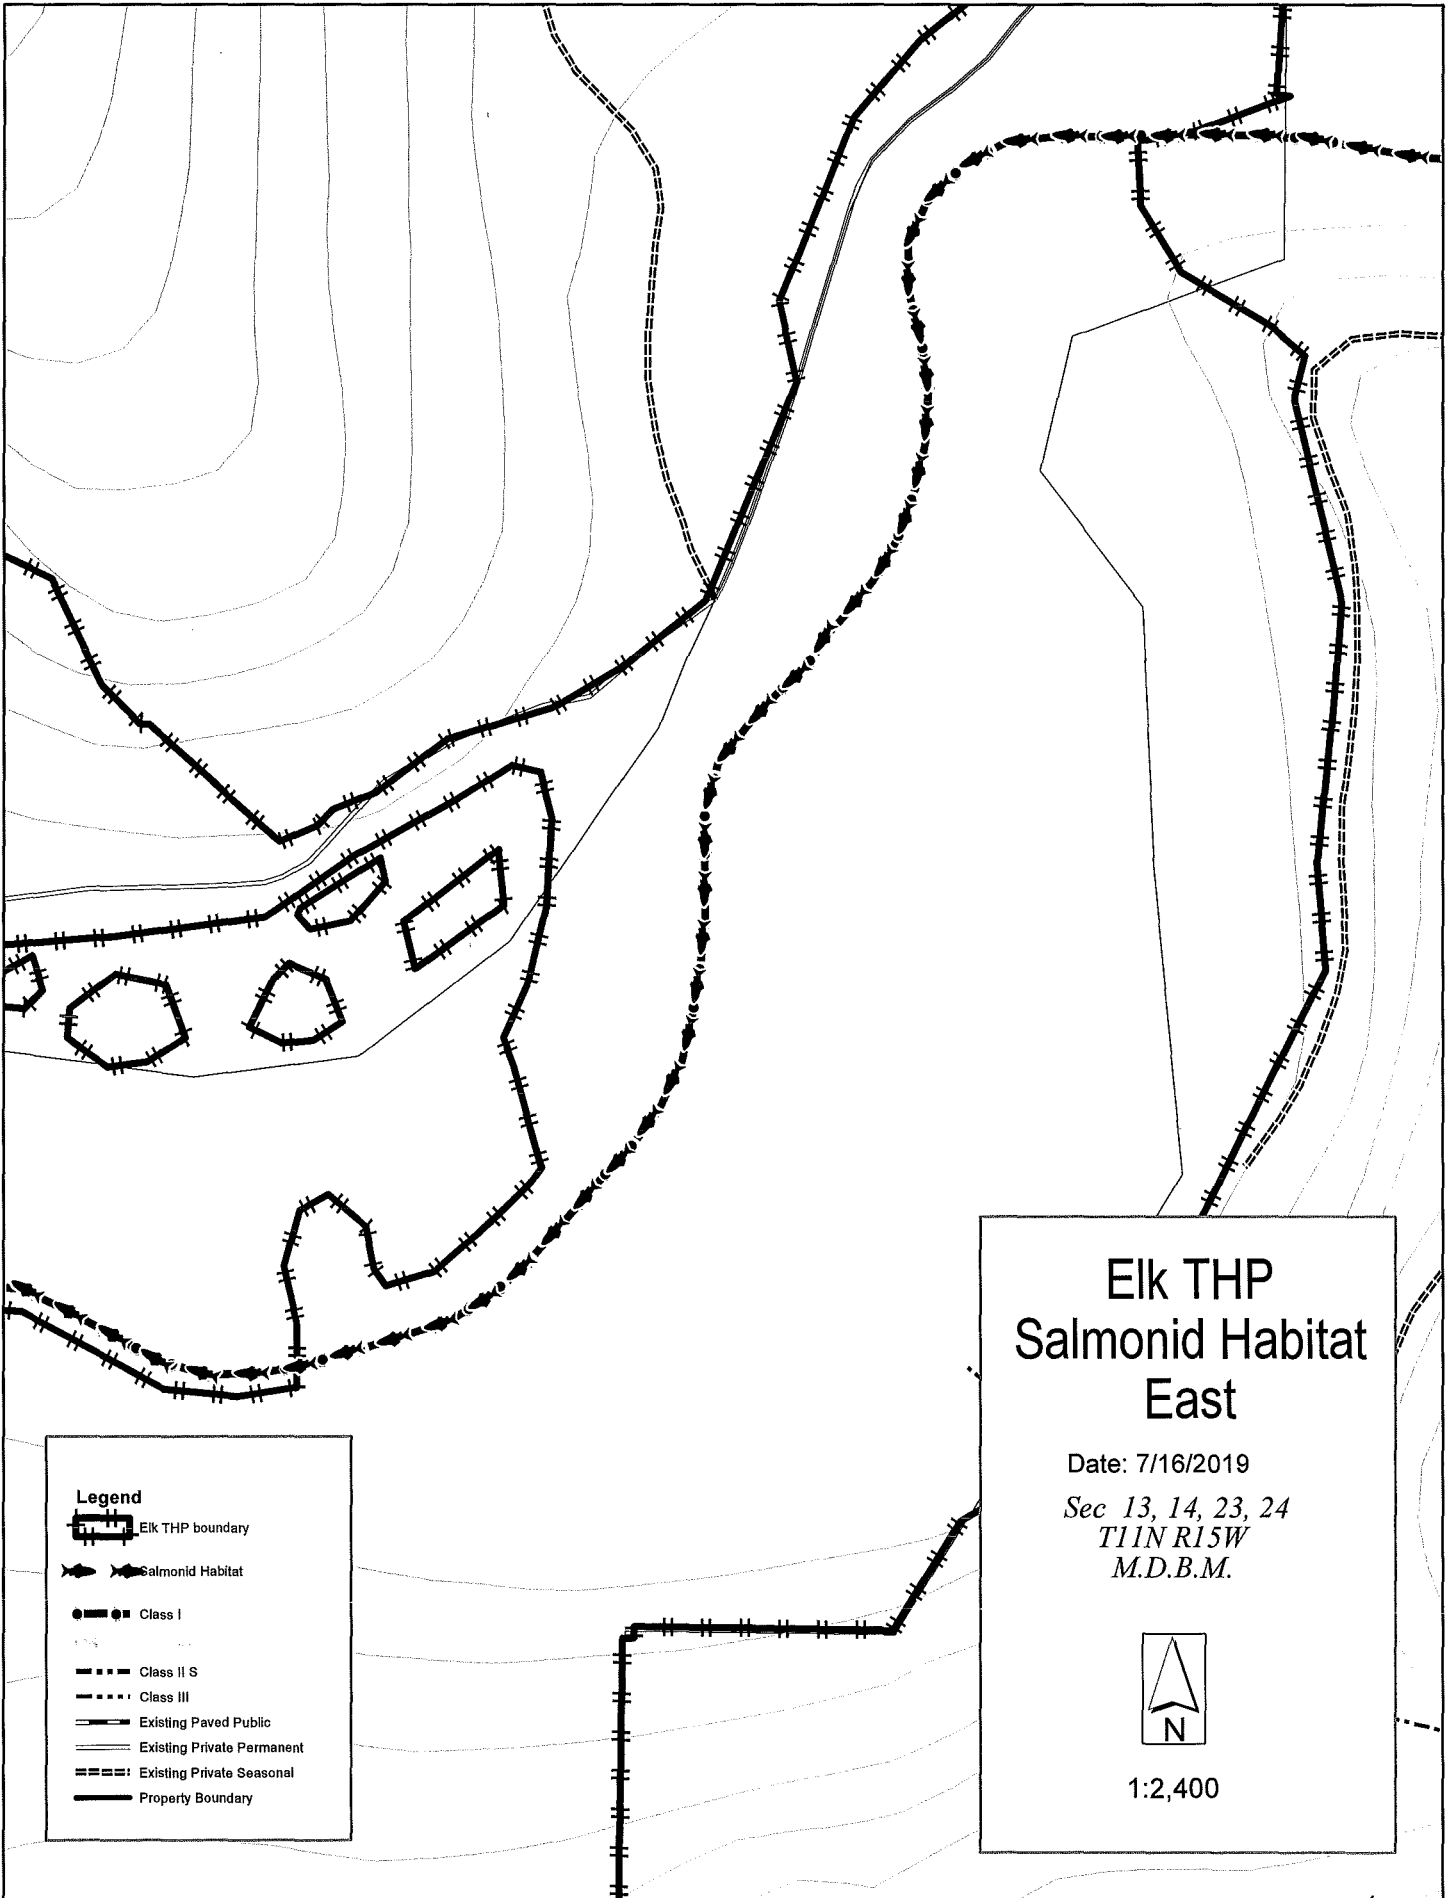 Elk THP
Salmonid Habitat
East
Date: 7/16/2019
Sec 13, 14, 23, 24
T11N R15W
M.D.B.M.
N
1:2,400
Legend
Elk THP boundary
Salmonid Habitat
Class I
Class II S
Class III
Existing Paved Public
Existing Private Permanent
Existing Private Seasonal
Property Boundary